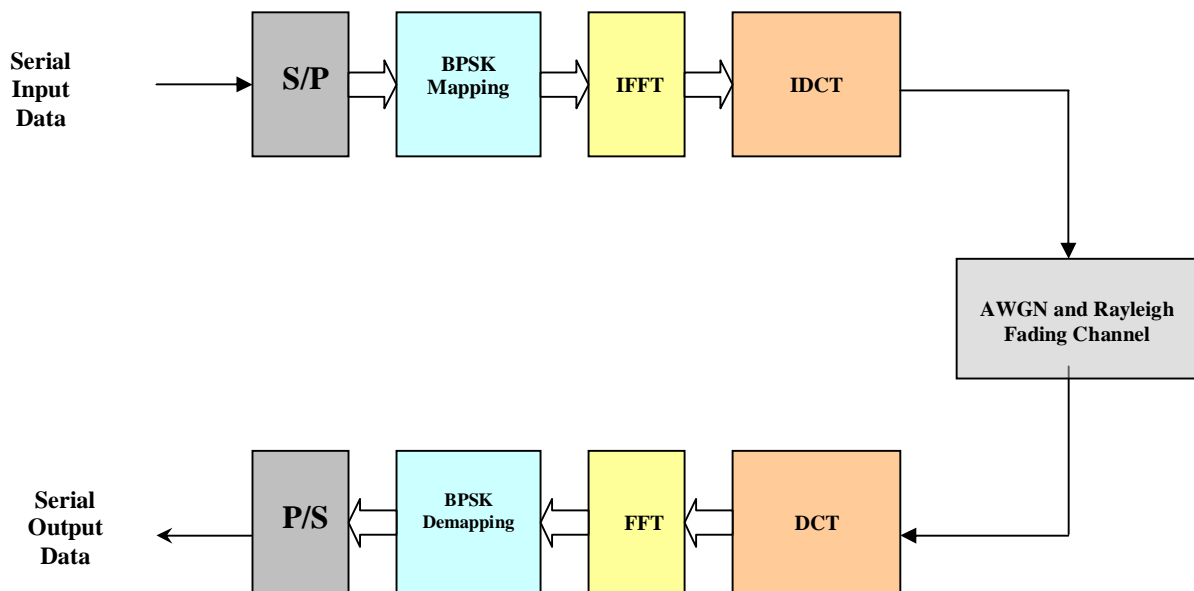 Serial
Input
Data
S/P
BPSK
Mapping
IFFT
IDCT
AWGN and Rayleigh
Fading Channel
Serial
Output
Data
P/S
BPSK
Demapping
FFT
DCT